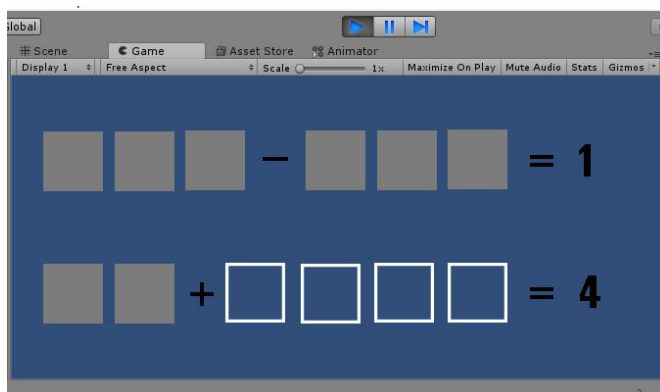 Global
# Scene Game Asset Store Animator
Display 1 Free Aspect Scale 1x Maximize On Play Mute Audio Stats Gizmos
− = 1
+ = 4